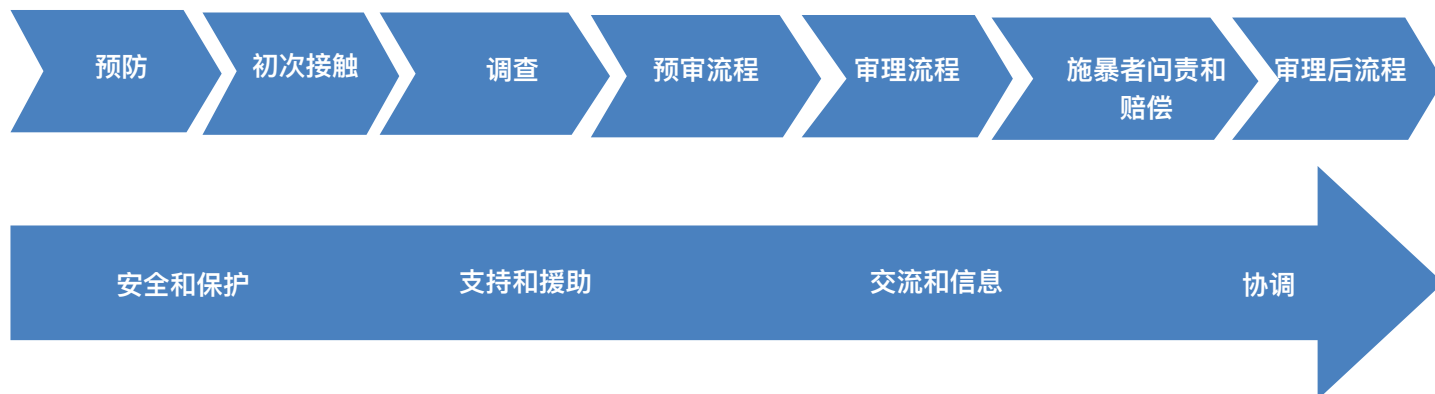 预防
初次接触
调查
预审流程
审理流程
施暴者问责和
赔偿
审理后流程
安全和保护
支持和援助
交流和信息
协调